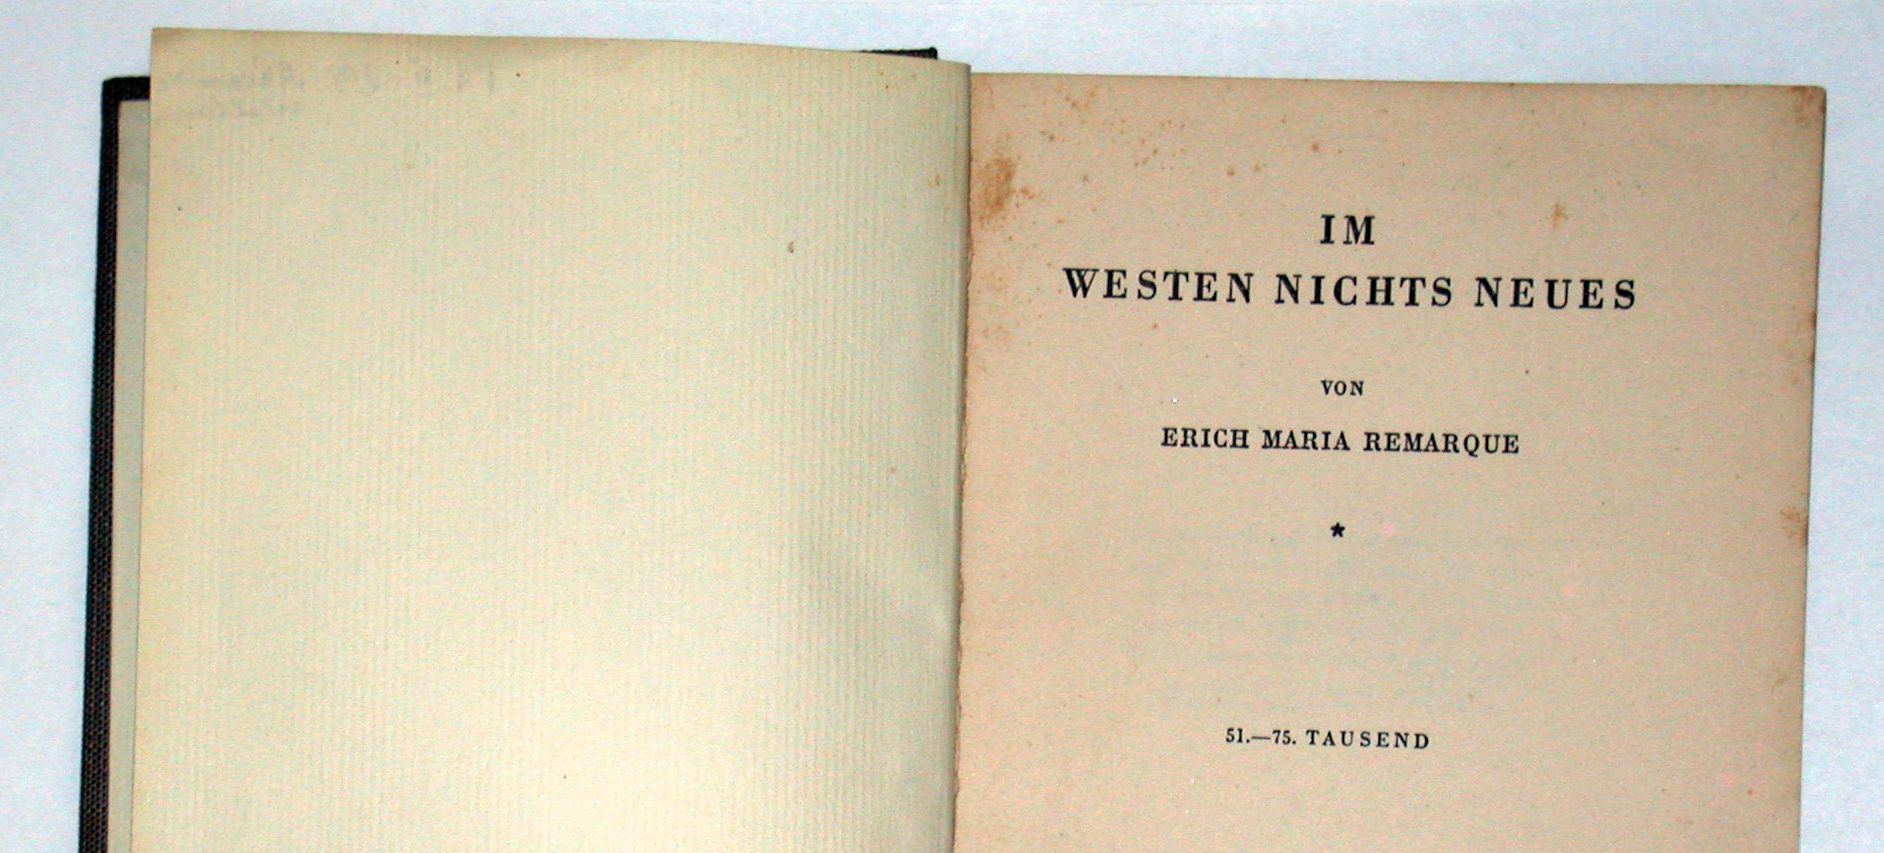 IM
WESTEN NICHTS NEUES
VON
ERICH MARIA REMARQUE
*
51.—75. TAUSEND